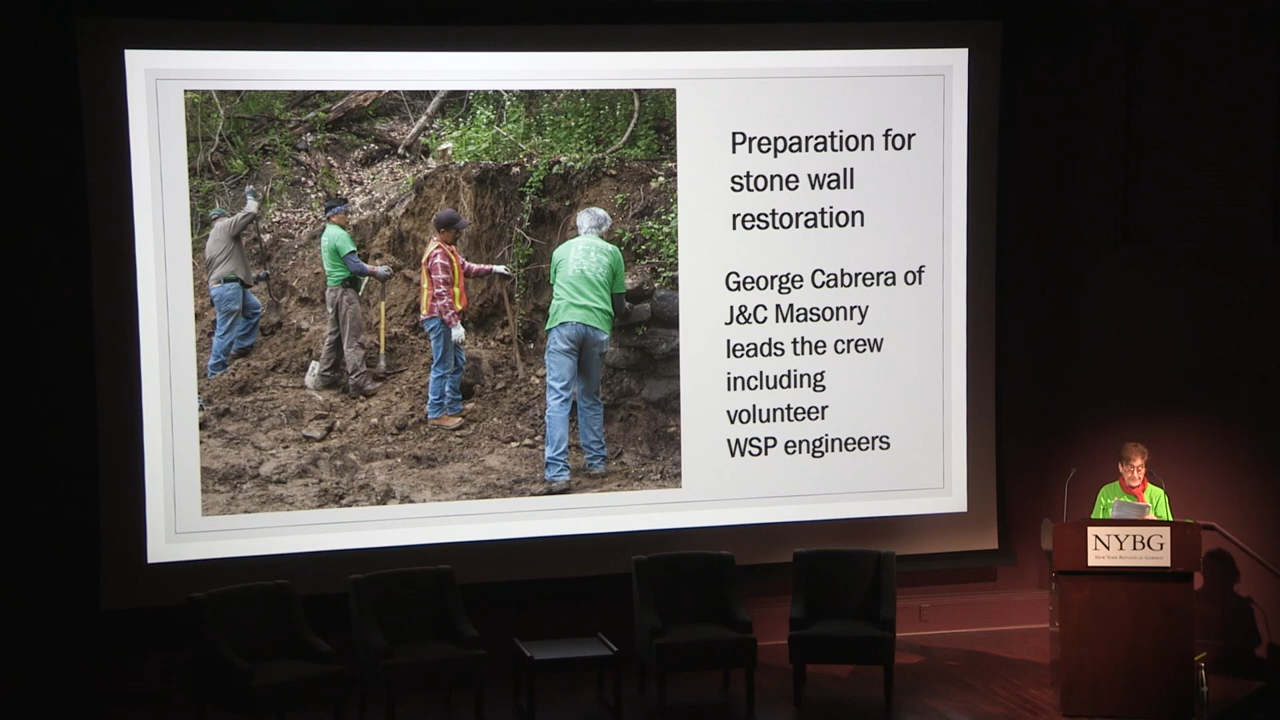 Preparation for
stone wall
restoration
George Cabrera of
J&C Masonry
leads the crew
including
volunteer
WSP engineers
NYBG
New York Botanical Garden